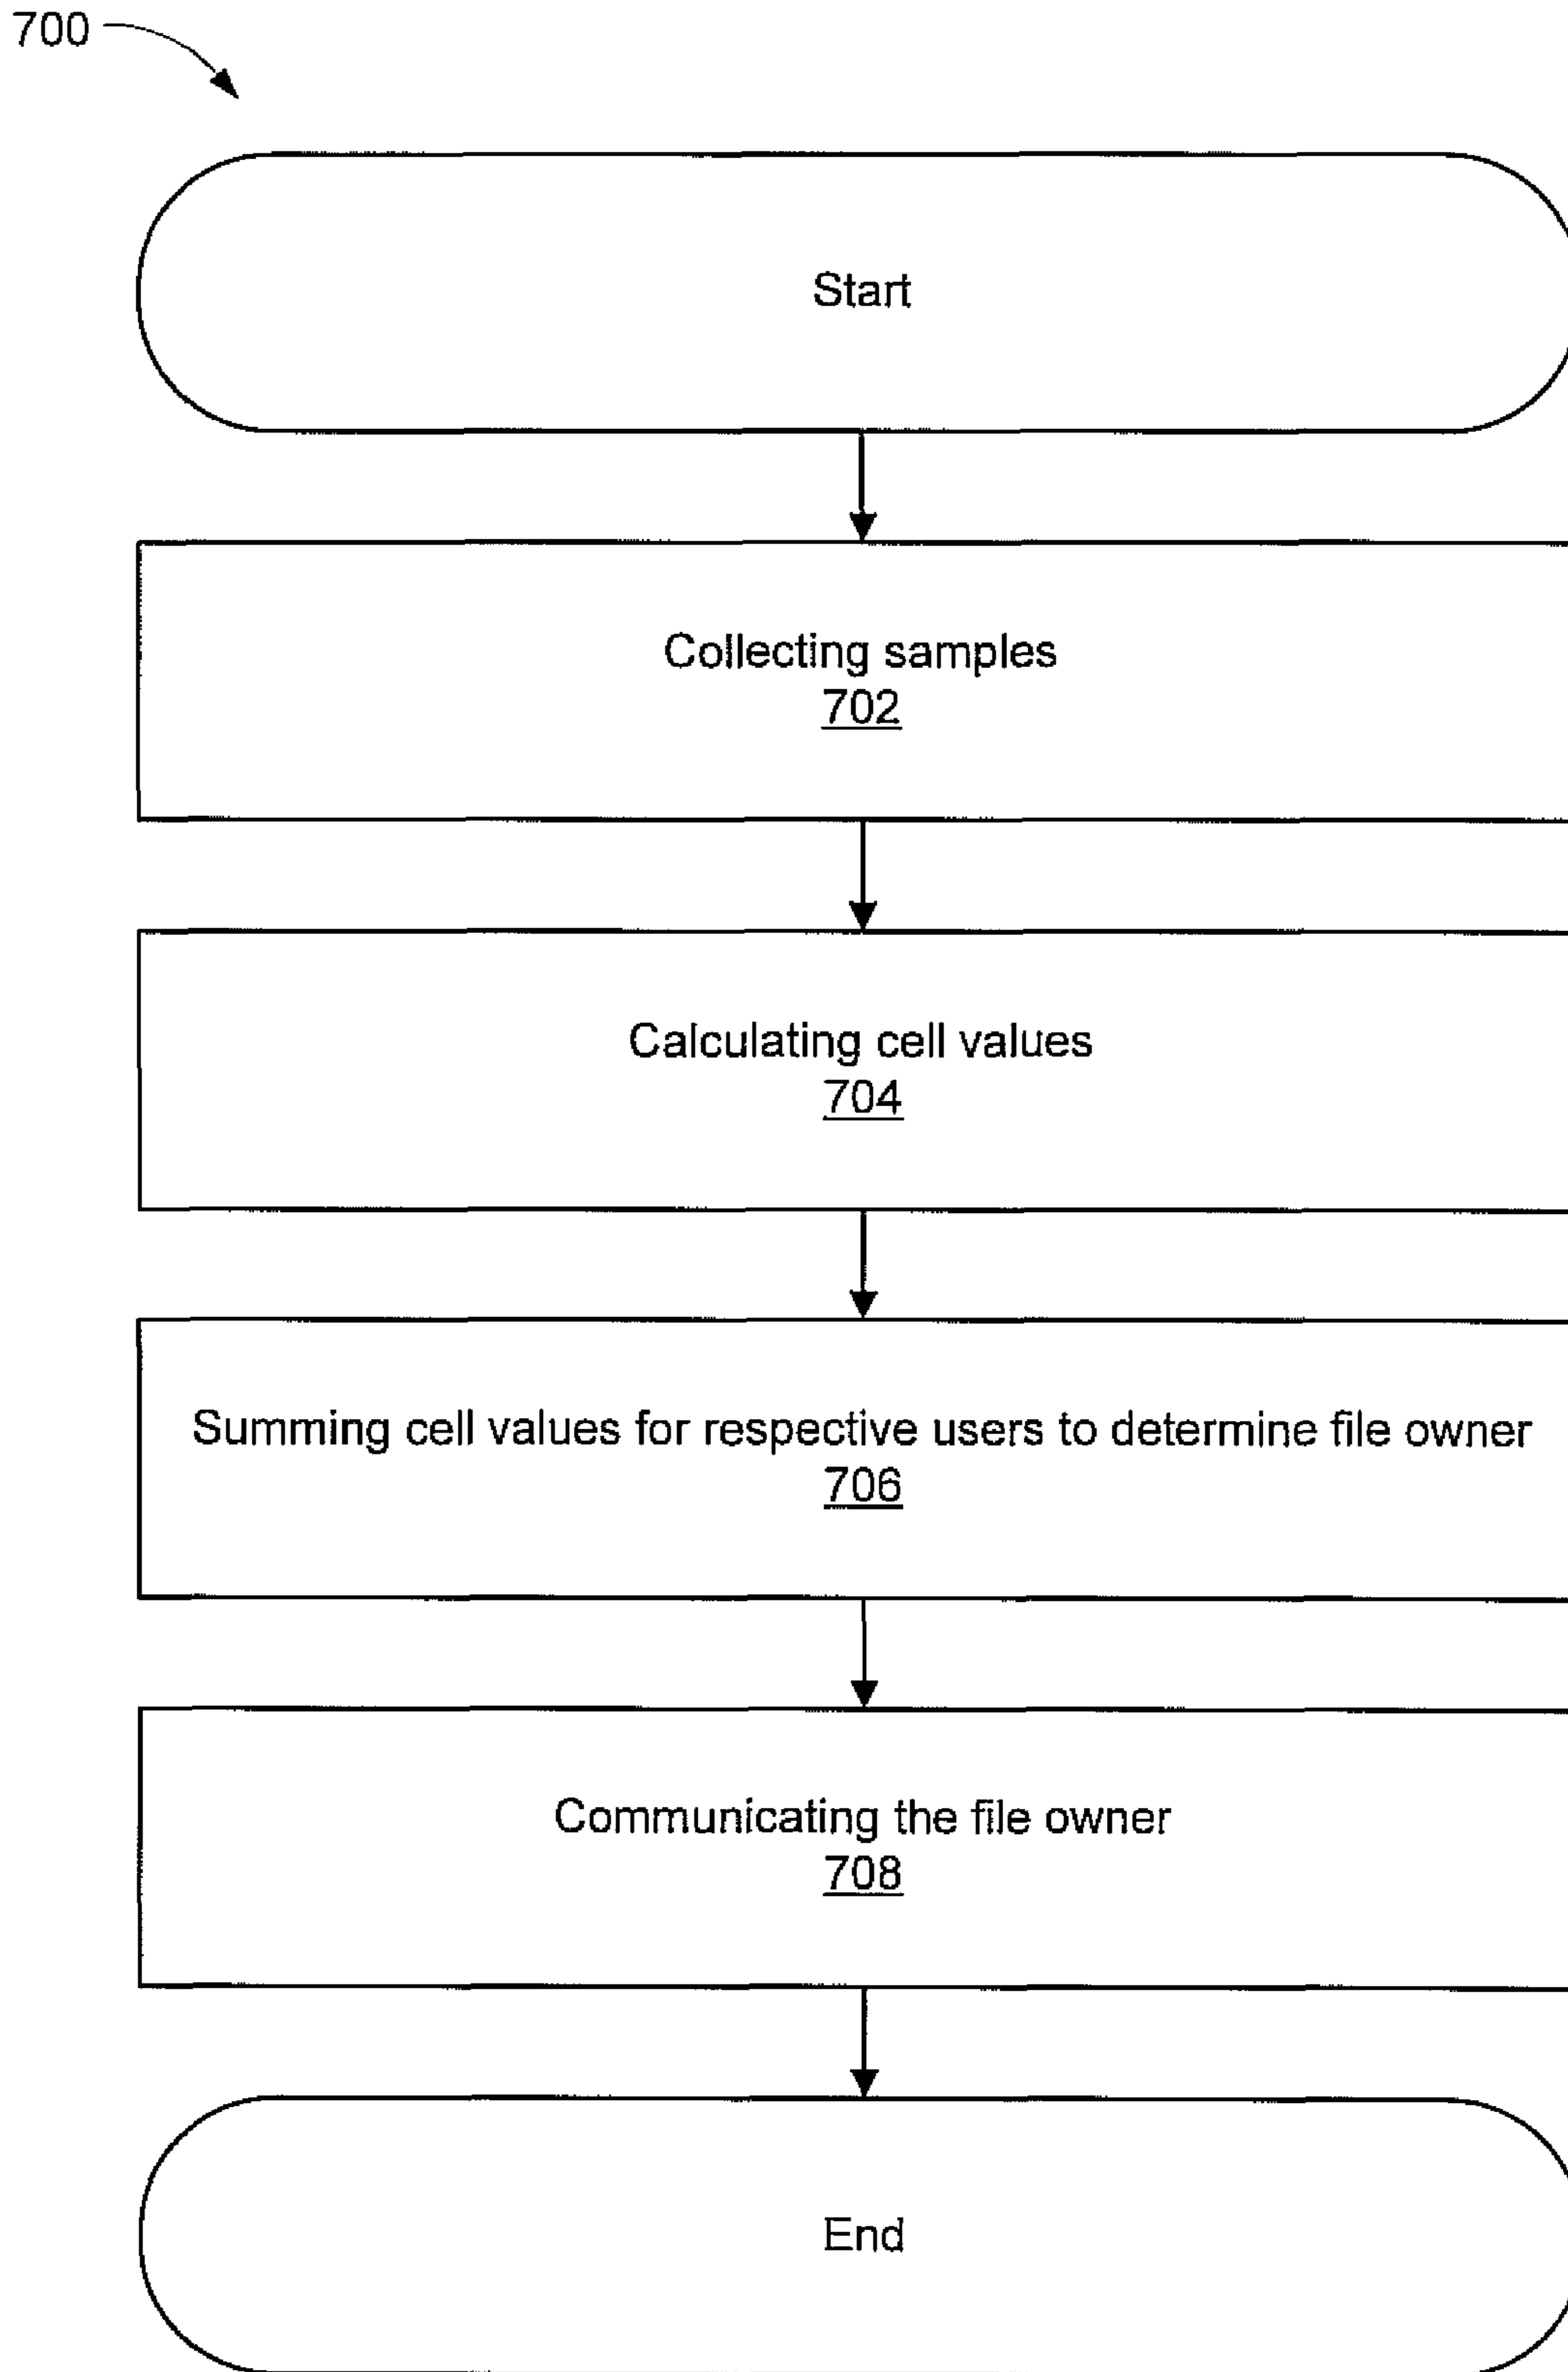 700
Start
Collecting samples
702
Calculating cell values
704
Summing cell values for respective users to determine file owner
706
Communicating the file owner
708
End